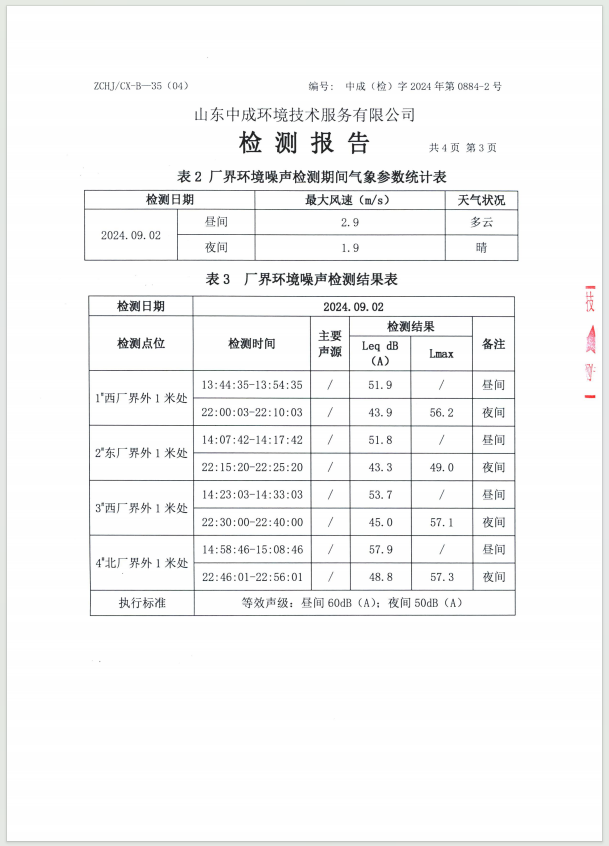 ZCHJ/CX-B—35（04） 编号： 中成（检）字 2024 年第 0884-2 号
山东中成环境技术服务有限公司
检 测 报 告 共 4 页 第 3 页
表 2 厂界环境噪声检测期间气象参数统计表
检测日期 最大风速（m/s） 天气状况
2024.09.02 昼间 2.9 多云
夜间 1.9 晴
表 3 厂界环境噪声检测结果表
检测日期 2024.09.02
检测点位 检测时间 主要声源 检测结果 备注
Leq dB（A） Lmax
1#西厂界外 1 米处 13:44:35-13:54:35 / 51.9 / 昼间
22:00:03-22:10:03 / 43.9 56.2 夜间
2#东厂界外 1 米处 14:07:42-14:17:42 / 51.8 / 昼间
22:15:20-22:25:20 / 43.3 49.0 夜间
3#西厂界外 1 米处 14:23:03-14:33:03 / 53.7 / 昼间
22:30:00-22:40:00 / 45.0 57.1 夜间
4#北厂界外 1 米处 14:58:46-15:08:46 / 57.9 / 昼间
22:46:01-22:56:01 / 48.8 57.3 夜间
执行标准 等效声级：昼间 60dB（A）；夜间 50dB（A）
技